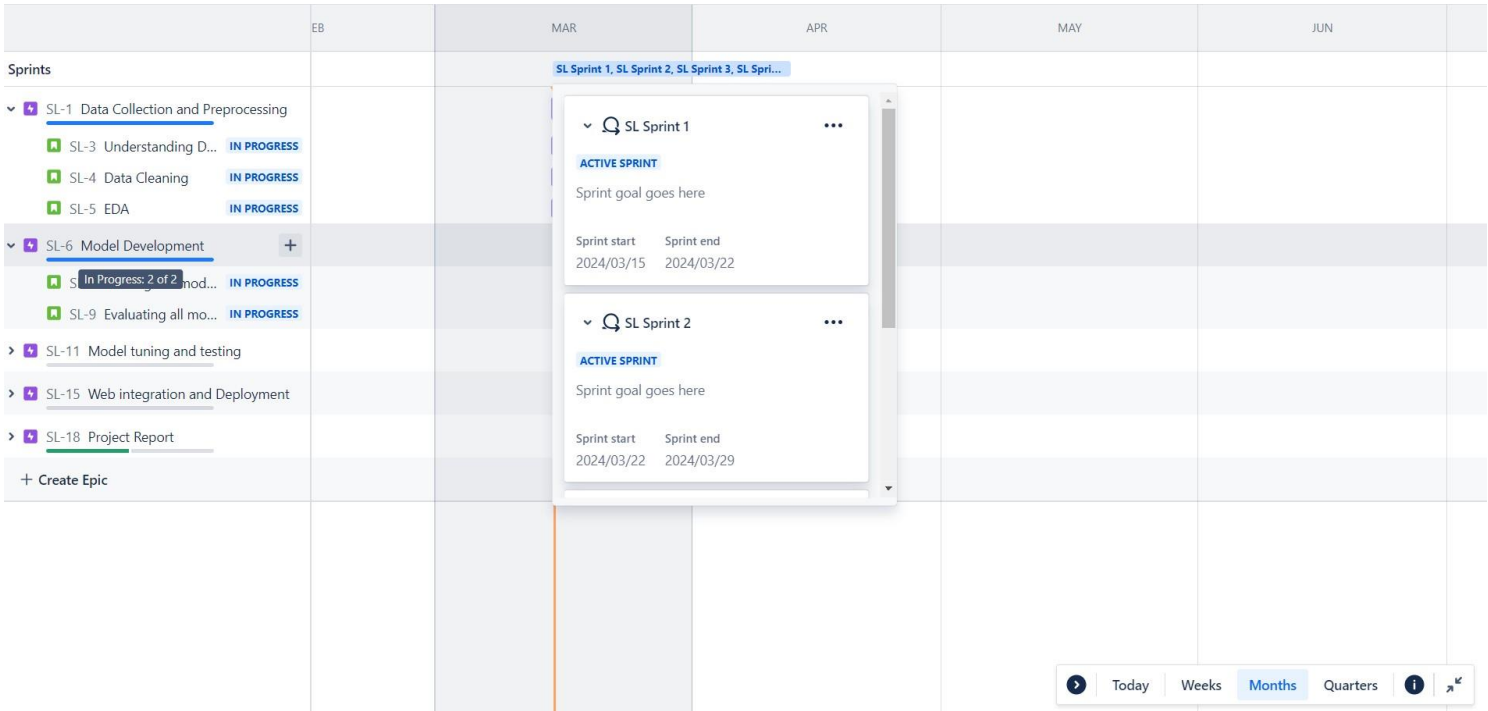 EB MAR APR MAY JUN
Sprints
SL Sprint 1, SL Sprint 2, SL Sprint 3, SL Spri...
SL-1 Data Collection and Preprocessing
SL-3 Understanding D... IN PROGRESS
SL-4 Data Cleaning IN PROGRESS
SL-5 EDA IN PROGRESS
SL-6 Model Development
In Progress: 2 of 2
S mod... IN PROGRESS
SL-9 Evaluating all mo... IN PROGRESS
SL-11 Model tuning and testing
SL-15 Web integration and Deployment
SL-18 Project Report
+ Create Epic
SL Sprint 1
ACTIVE SPRINT
Sprint goal goes here
Sprint start Sprint end
2024/03/15 2024/03/22
SL Sprint 2
ACTIVE SPRINT
Sprint goal goes here
Sprint start Sprint end
2024/03/22 2024/03/29
Today Weeks Months Quarters